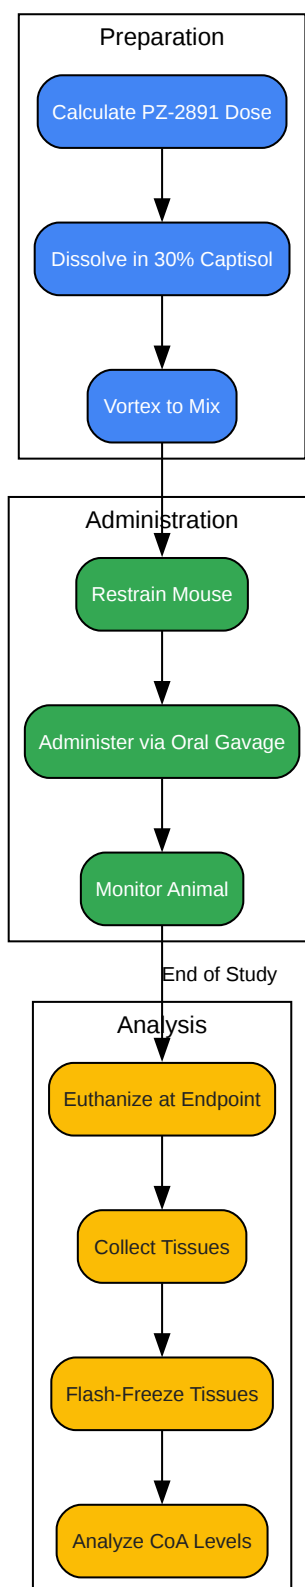 Preparation
Calculate PZ-2891 Dose
Dissolve in 30% Captisol
Vortex to Mix
Administration
Restrain Mouse
Administer via Oral Gavage
Monitor Animal
End of Study
Analysis
Euthanize at Endpoint
Collect Tissues
Flash-Freeze Tissues
Analyze CoA Levels